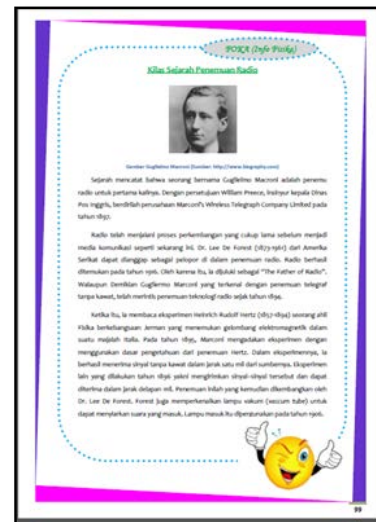 POKA (Info Fisika)
Kilas Sejarah Penemuan Radio
Gambar Guglielmo Macroni (Sumber: http://www.biography.com)
Sejarah mencatat bahwa seorang bernama Guglielmo Macroni adalah penemu
radio untuk pertama kalinya. Dengan persetujuan William Preece, insinyur kepala Dinas
Pos Inggris, berdirilah perusahaan Marconi's Wireless Telegraph Company Limited pada
tahun 1897.
Radio telah menjalani proses perkembangan yang cukup lama sebelum menjadi
media komunikasi seperti sekarang ini. Dr. Lee De Forest (1873-1961) dari Amerika
Serikat dapat dianggap sebagai pelopor di dalam penemuan radio. Radio berhasil
ditemukan pada tahun 1906. Oleh karena itu, ia dijuluki sebagai "The Father of Radio".
Walaupun Demikian Gugliermo Marconi yang terkenal dengan penemuan telegraf
tanpa kawat, telah merintis penemuan teknologi radio sejak tahun 1894.
Ketika itu, ia membaca eksperimen Heinrich Rudolf Hertz (1857-1894) seorang ahli
Fisika berkebangsaan Jerman yang menemukan gelombang elektromagnetik dalam
suatu majalah Italia. Pada tahun 1895, Marconi mengadakan eksperimen dengan
menggunakan dasar pengetahuan dari penemuan Hertz. Dalam eksperimennya, ia
berhasil menerima sinyal tanpa kawat dalam jarak satu mil dari sumbernya. Eksperimen
lain yang dilakukan tahun 1896 yakni mengirimkan sinyal-sinyal tersebut dan dapat
diterima dalam jarak delapan mil. Penemuan inilah yang kemudian dikembangkan oleh
Dr. Lee De Forest. Forest juga memperkenalkan lampu vakum (vaccum tube) untuk
dapat menyiarkan suara yang masuk. Lampu masuk itu dipergunakan pada tahun 1906.
99